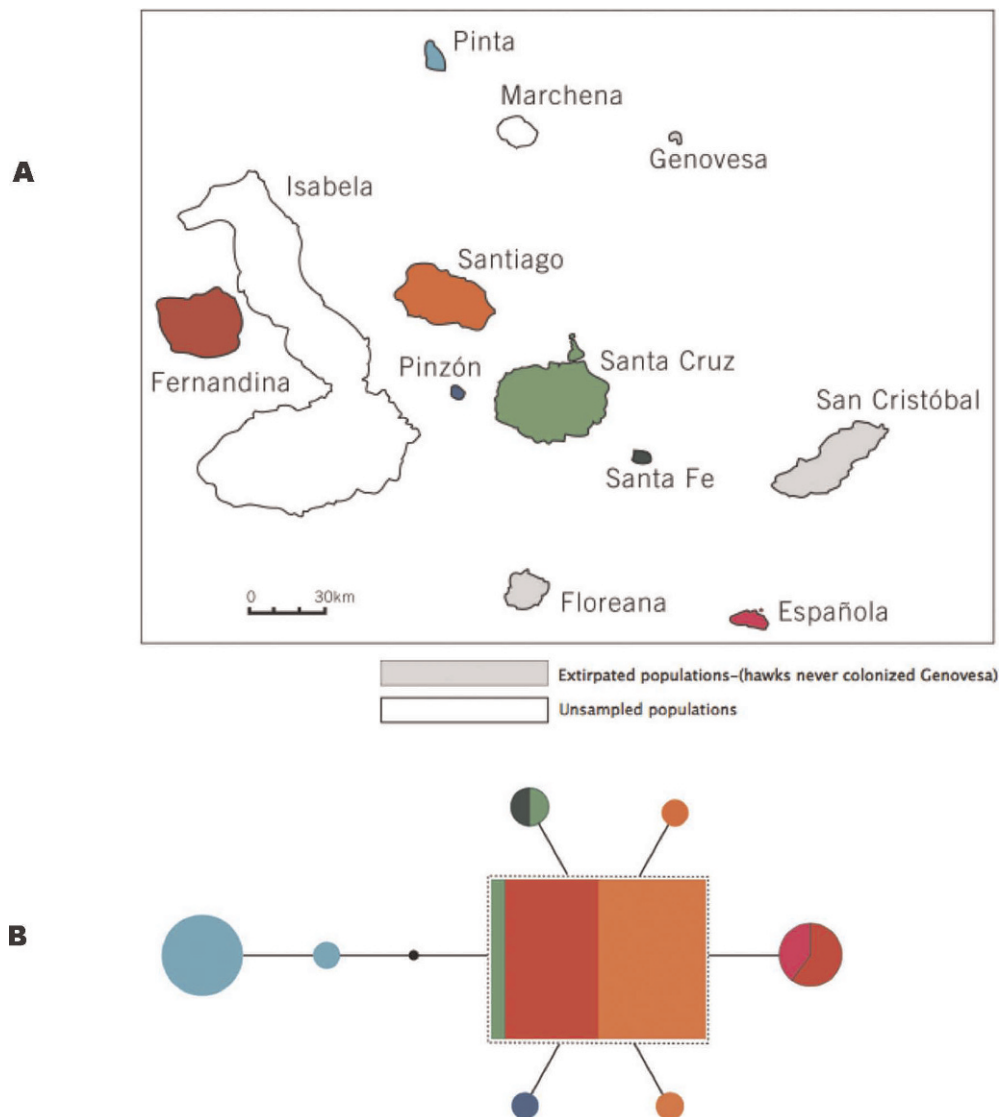 Pinta
Marchena
A
Genovesa
Isabela
Santiago
Fernandina
Pinzón
Santa Cruz
San Cristóbal
Santa Fe
0 30km
Floreana
Española
Extirpated populations–(hawks never colonized Genovesa)
Unsampled populations
B